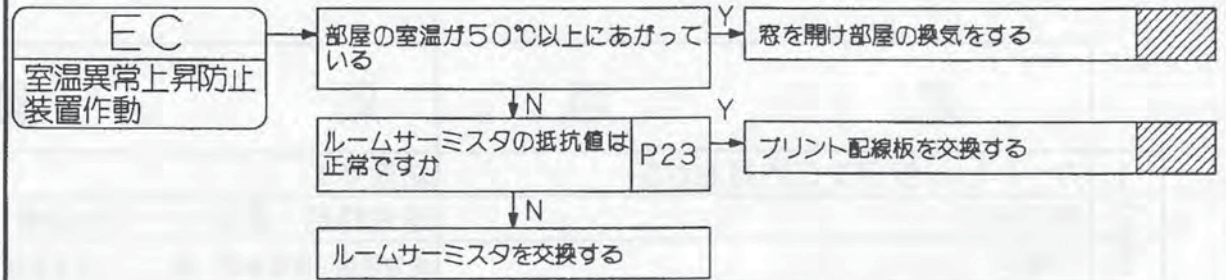 EC
室温異常上昇防止
装置作動
部屋の室温が50℃以上にあがって
いる
Y
窓を開け部屋の換気をする
N
ルームサーミスタの抵抗値は
正常ですか
P23
Y
プリント配線板を交換する
N
ルームサーミスタを交換する